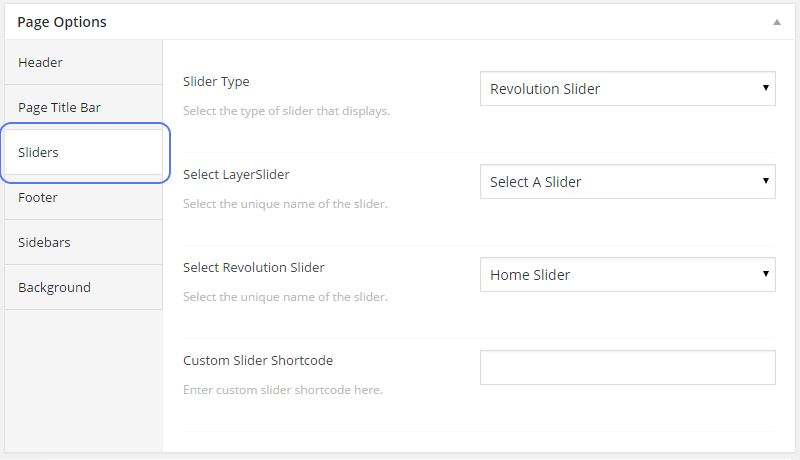 Page Options
Header
Page Title Bar
Sliders
Footer
Sidebars
Background
Slider Type
Select the type of slider that displays.
Revolution Slider
Select LayerSlider
Select the unique name of the slider.
Select A Slider
Select Revolution Slider
Select the unique name of the slider.
Home Slider
Custom Slider Shortcode
Enter custom slider shortcode here.